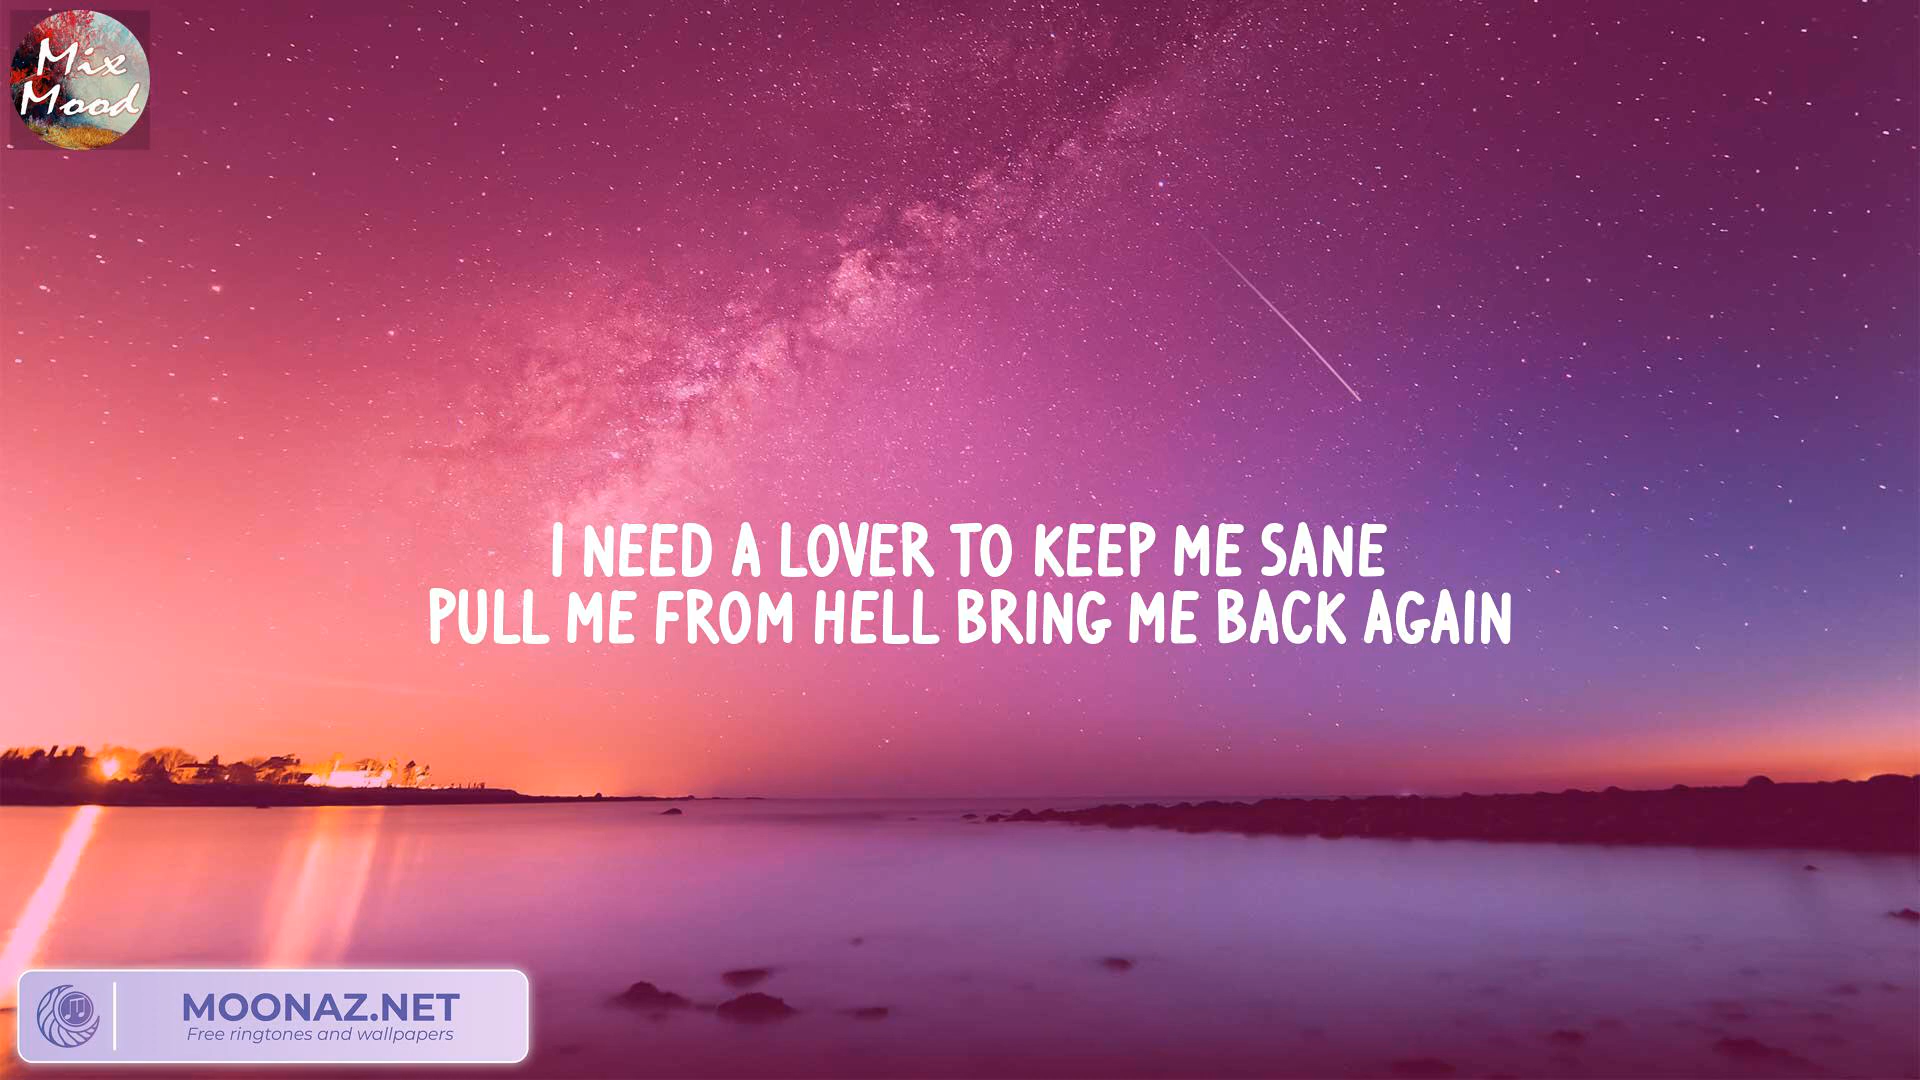 Mix
Mood
I NEED A LOVER TO KEEP ME SANE
PULL ME FROM HELL BRING ME BACK AGAIN
MOONAZ.NET
Free ringtones and wallpapers